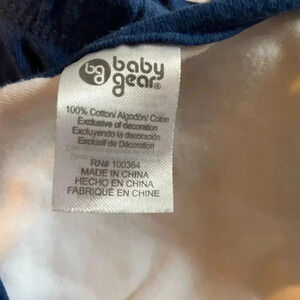 bg baby
gear®
100% Cotton/ Algodón/ Coton
Exclusive of decoration
Excluyendo la decoración
Exclusif de Décoration
RN# 100364
MADE IN CHINA
HECHO EN CHINA
FABRIQUÉ EN CHINE